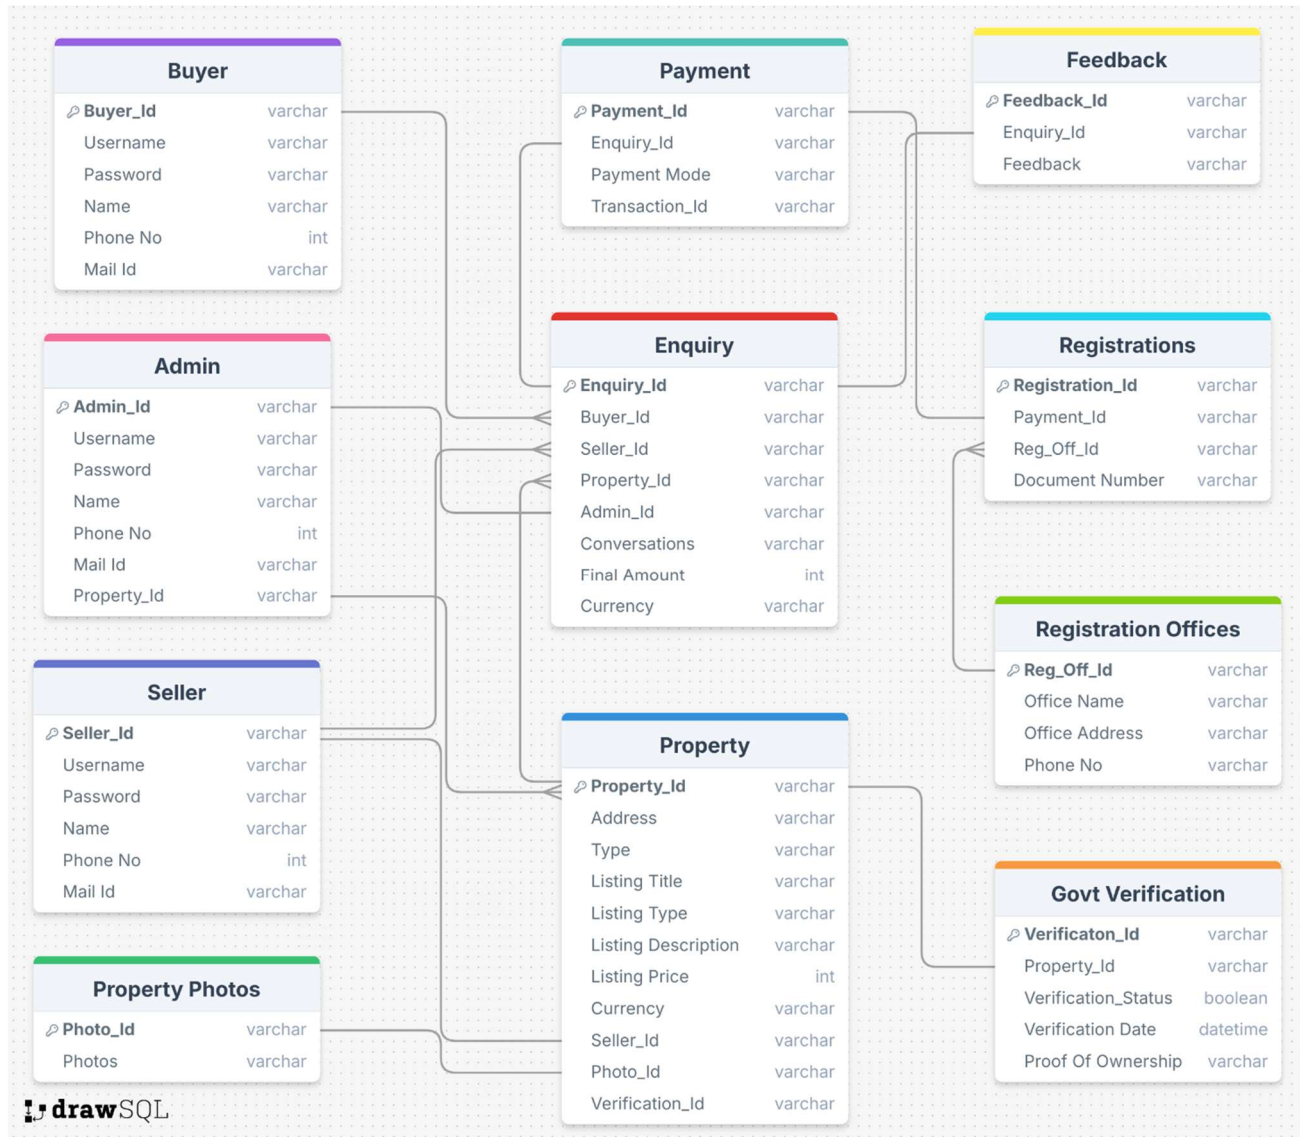 Buyer
Buyer_Id varchar
Username varchar
Password varchar
Name varchar
Phone No int
Mail Id varchar
Payment
Payment_Id varchar
Enquiry_Id varchar
Payment Mode varchar
Transaction_Id varchar
Feedback
Feedback_Id varchar
Enquiry_Id varchar
Feedback varchar
Admin
Admin_Id varchar
Username varchar
Password varchar
Name varchar
Phone No int
Mail Id varchar
Property_Id varchar
Enquiry
Enquiry_Id varchar
Buyer_Id varchar
Seller_Id varchar
Property_Id varchar
Admin_Id varchar
Conversations varchar
Final Amount int
Currency varchar
Registrations
Registration_Id varchar
Payment_Id varchar
Reg_Off_Id varchar
Document Number varchar
Registration Offices
Reg_Off_Id varchar
Office Name varchar
Office Address varchar
Phone No varchar
Seller
Seller_Id varchar
Username varchar
Password varchar
Name varchar
Phone No int
Mail Id varchar
Property
Property_Id varchar
Address varchar
Type varchar
Listing Title varchar
Listing Type varchar
Listing Description varchar
Listing Price int
Currency varchar
Seller_Id varchar
Photo_Id varchar
Verification_Id varchar
Govt Verification
Verificaton_Id varchar
Property_Id varchar
Verification_Status boolean
Verification Date datetime
Proof Of Ownership varchar
Property Photos
Photo_Id varchar
Photos varchar
drawSQL